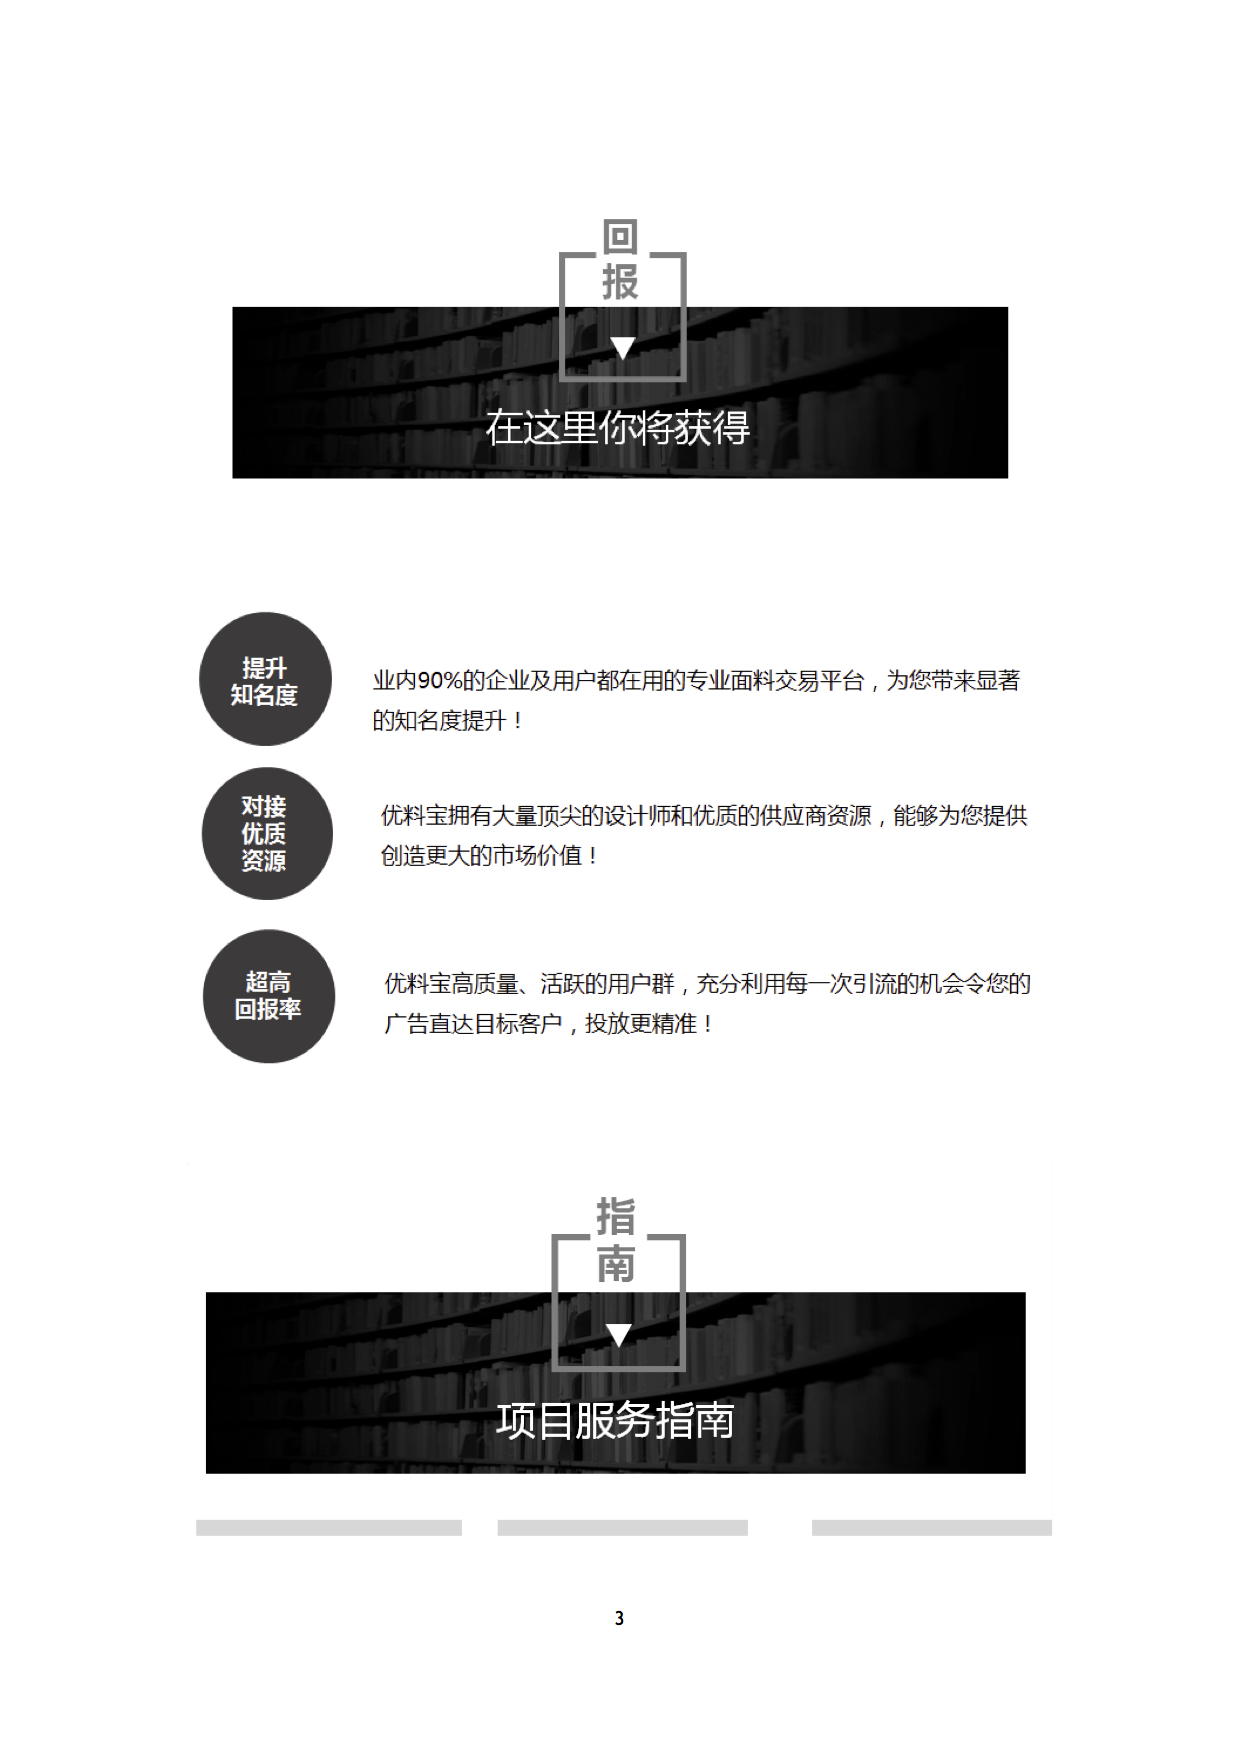 回
报
在这里你将获得
提升
知名度
业内90%的企业及用户都在用的专业面料交易平台，为您带来显著
的知名度提升！
对接
优质
资源
优料宝拥有大量顶尖的设计师和优质的供应商资源，能够为您提供
创造更大的市场价值！
超高
回报率
优料宝高质量、活跃的用户群，充分利用每一次引流的机会令您的
广告直达目标客户，投放更精准！
指
南
项目服务指南
3